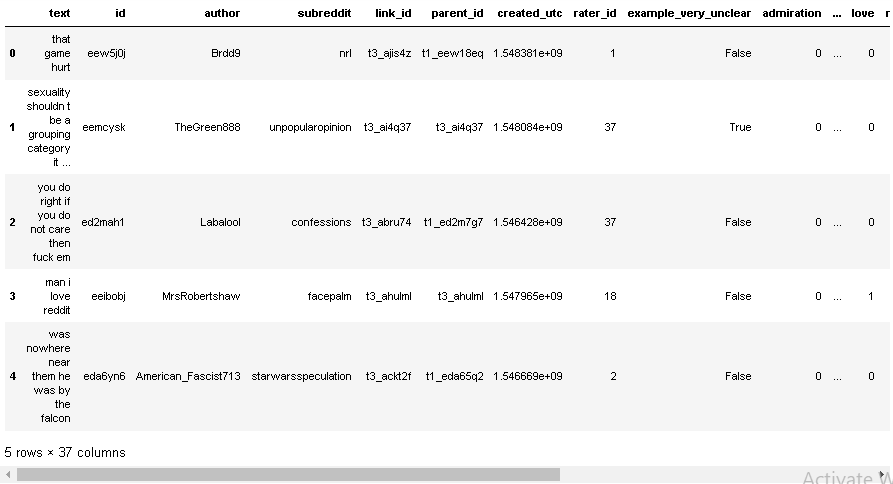 text id author subreddit link_id parent_id created_utc rater_id example_very_unclear admiration ... love
0 that game hurt eew5j0j Brdd9 nrl t3_ajis4z t1_eew18eq 1.548381e+09 1 False 0 ... 0
1 sexuality shouldn t be a grouping category it ... eemcysk TheGreen888 unpopularopinion t3_ai4q37 t3_ai4q37 1.548084e+09 37 True 0 ... 0
2 you do right if you do not care then fuck em ed2mah1 Labalool confessions t3_abru74 t1_ed2m7g7 1.546428e+09 37 False 0 ... 0
3 man i love reddit eeibobj MrsRobertshaw facepalm t3_ahulml t3_ahulml 1.547965e+09 18 False 0 ... 1
4 was nowhere near them he was by the falcon eda6yn6 American_Fascist713 starwarsspeculation t3_ackt2f t1_eda65q2 1.546669e+09 2 False 0 ... 0
5 rows × 37 columns
Activate W